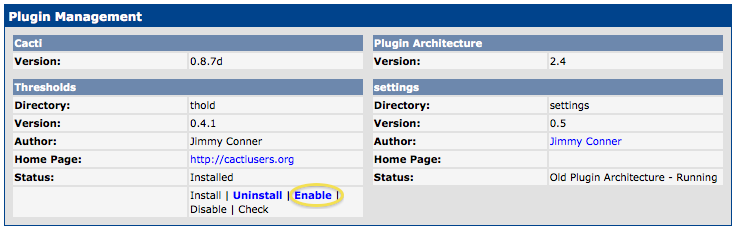 Plugin Management
Cacti
Version: 0.8.7d
Plugin Architecture
Version: 2.4
Thresholds
Directory: thold
Version: 0.4.1
Author: Jimmy Conner
Home Page: http://cactiusers.org
Status: Installed
Install | Uninstall | Enable |
Disable | Check
settings
Directory: settings
Version: 0.5
Author: Jimmy Conner
Home Page:
Status: Old Plugin Architecture - Running